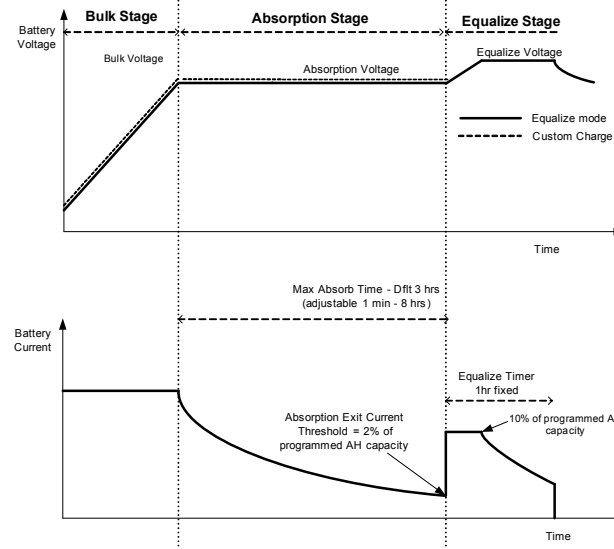 Battery
Voltage
Bulk Stage
Absorption Stage
Equalize Stage
Bulk Voltage
Absorption Voltage
Equalize Voltage
Equalize mode
Custom Charge
Time
Max Absorb Time - Dflt 3 hrs
(adjustable 1 min - 8 hrs)
Battery
Current
Equalize Timer
1hr fixed
Absorption Exit Current
Threshold = 2% of
programmed AH capacity
10% of programmed A
capacity
Time